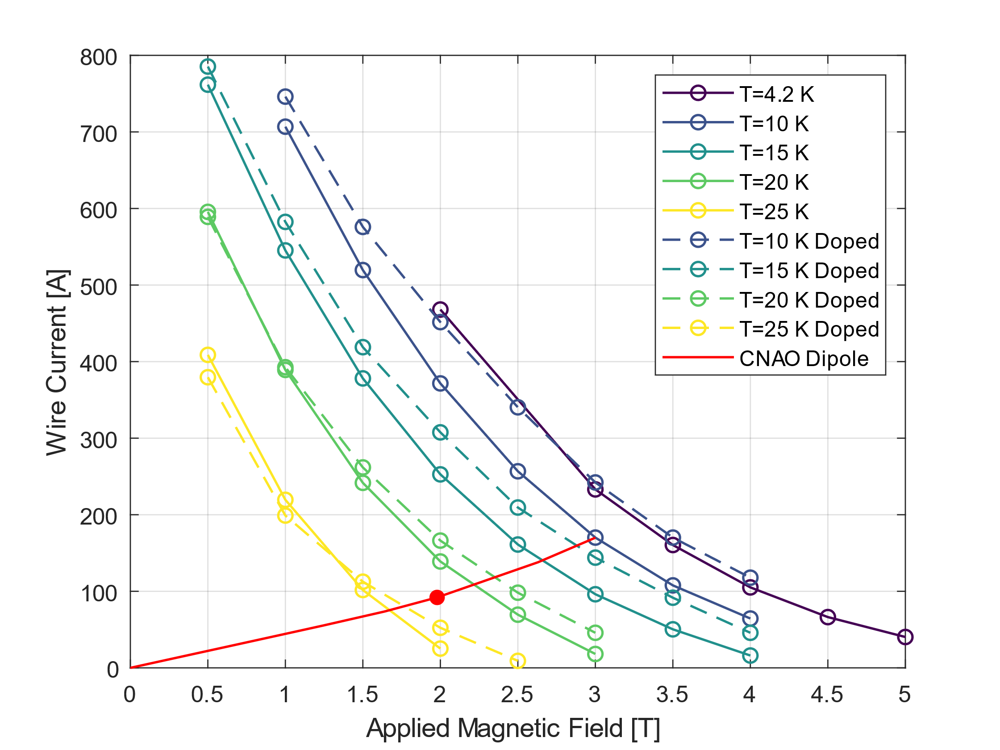 800
700
600
500
400
300
200
100
0
0 0.5 1 1.5 2 2.5 3 3.5 4 4.5 5
Wire Current [A]
Applied Magnetic Field [T]
T=4.2 K
T=10 K
T=15 K
T=20 K
T=25 K
T=10 K Doped
T=15 K Doped
T=20 K Doped
T=25 K Doped
CNAO Dipole